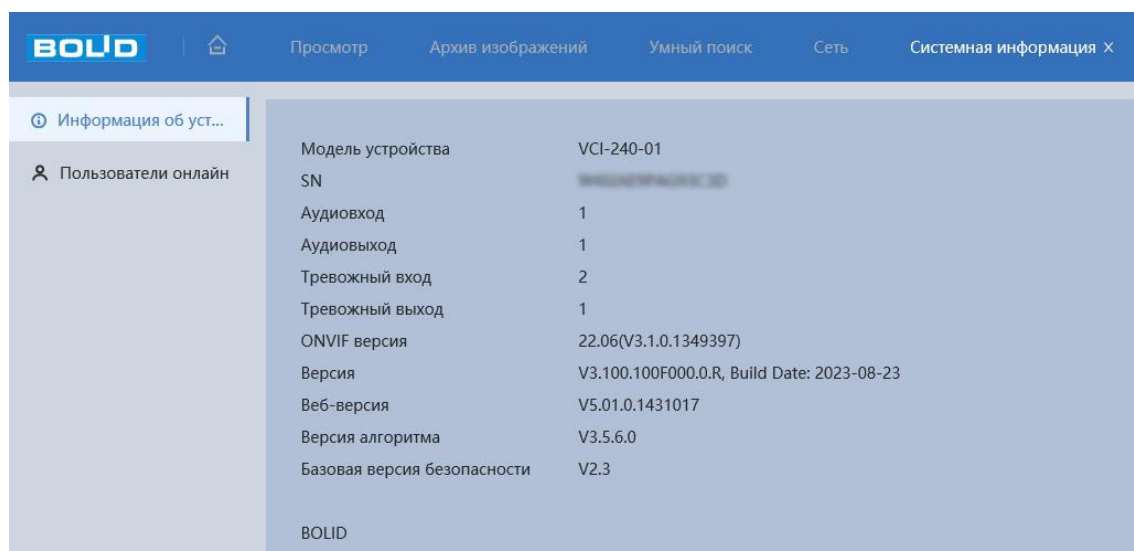 BOLID Просмотр Архив изображений Умный поиск Сеть Системная информация X
Информация об уст...
Пользователи онлайн
Модель устройства VCI-240-01
SN
Аудиовход 1
Аудиовыход 1
Тревожный вход 2
Тревожный выход 1
ONVIF версия 22.06(V3.1.0.1349397)
Версия V3.100.100F000.0.R, Build Date: 2023-08-23
Веб-версия V5.01.0.1431017
Версия алгоритма V3.5.6.0
Базовая версия безопасности V2.3
BOLID